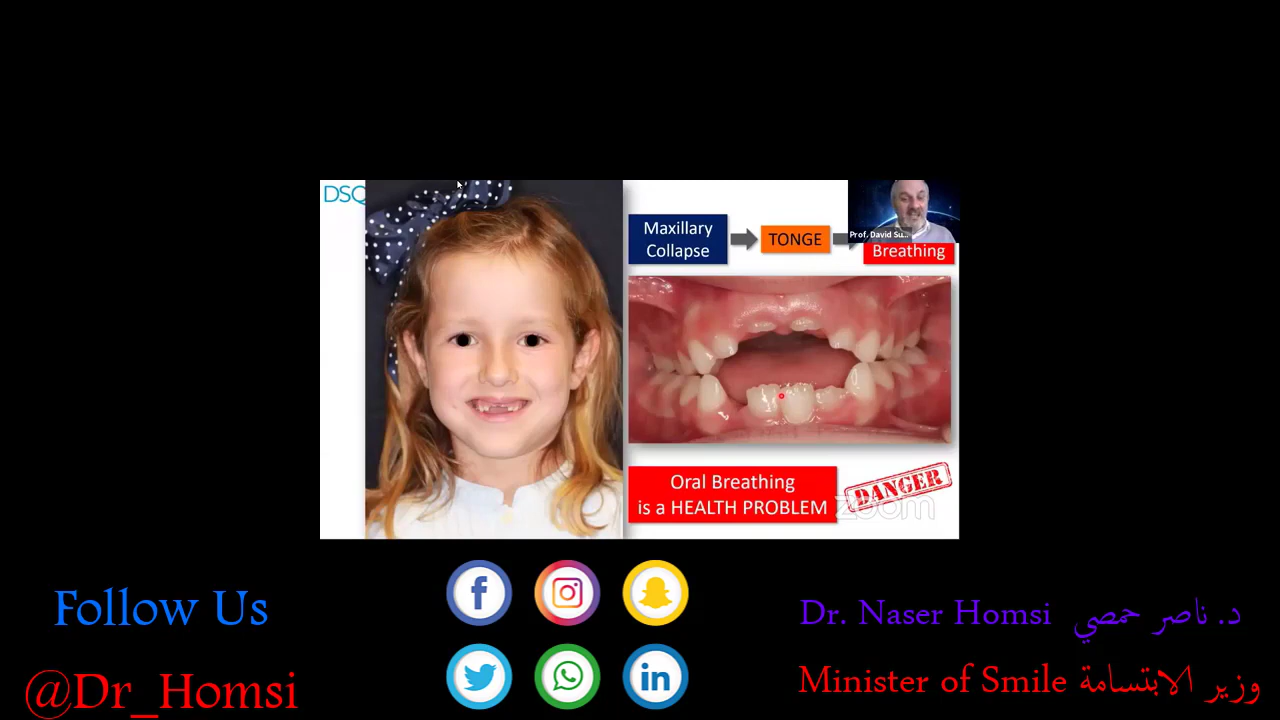 DSQ
Maxillary
Collapse
TONGE
Prof. David Su...
Breathing
Oral Breathing
is a HEALTH PROBLEM
DANGER
zoom
Follow Us
@Dr_Homsi
Dr. Naser Homsi د. ناصر حمصي
Minister of Smile وزير الابتسامة